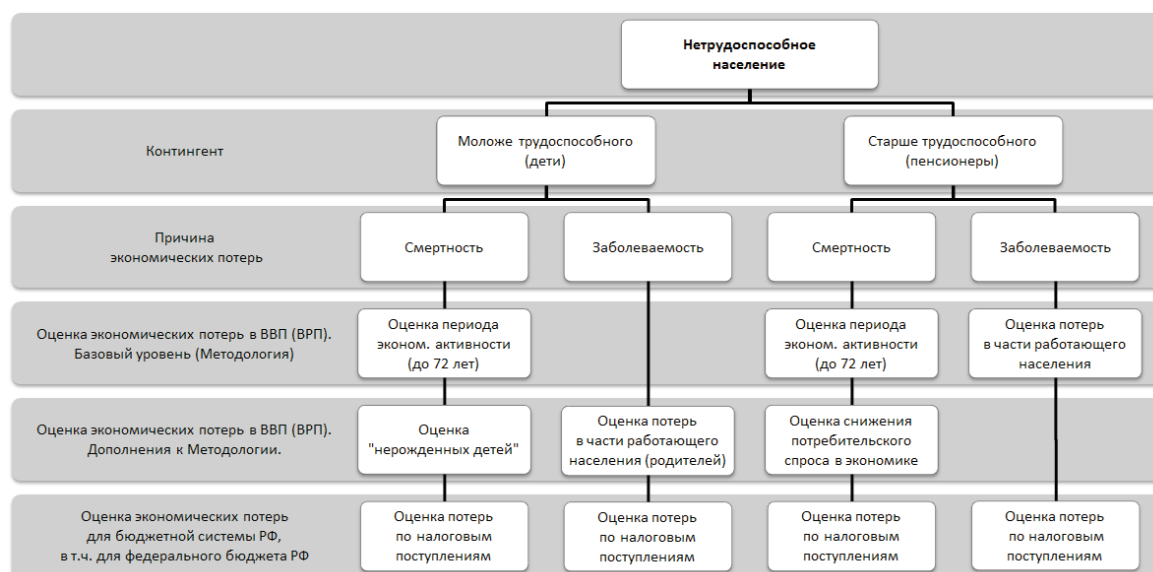 Нетрудоспособное
население
Контингент
Моложе трудоспособного
(дети)
Старше трудоспособного
(пенсионеры)
Причина
экономических потерь
Смертность
Заболеваемость
Смертность
Заболеваемость
Оценка экономических потерь в ВВП (ВРП).
Базовый уровень (Методология)
Оценка периода
эконом. активности
(до 72 лет)
Оценка периода
эконом. активности
(до 72 лет)
Оценка потерь
в части работающего
населения
Оценка экономических потерь в ВВП (ВРП).
Дополнения к Методологии.
Оценка
"нерожденных детей"
Оценка потерь
в части работающего
населения (родителей)
Оценка снижения
потребительского
спроса в экономике
Оценка экономических потерь
для бюджетной системы РФ,
в т.ч. для федерального бюджета РФ
Оценка потерь
по налоговым
поступлениям
Оценка потерь
по налоговым
поступлениям
Оценка потерь
по налоговым
поступлениям
Оценка потерь
по налоговым
поступлениям